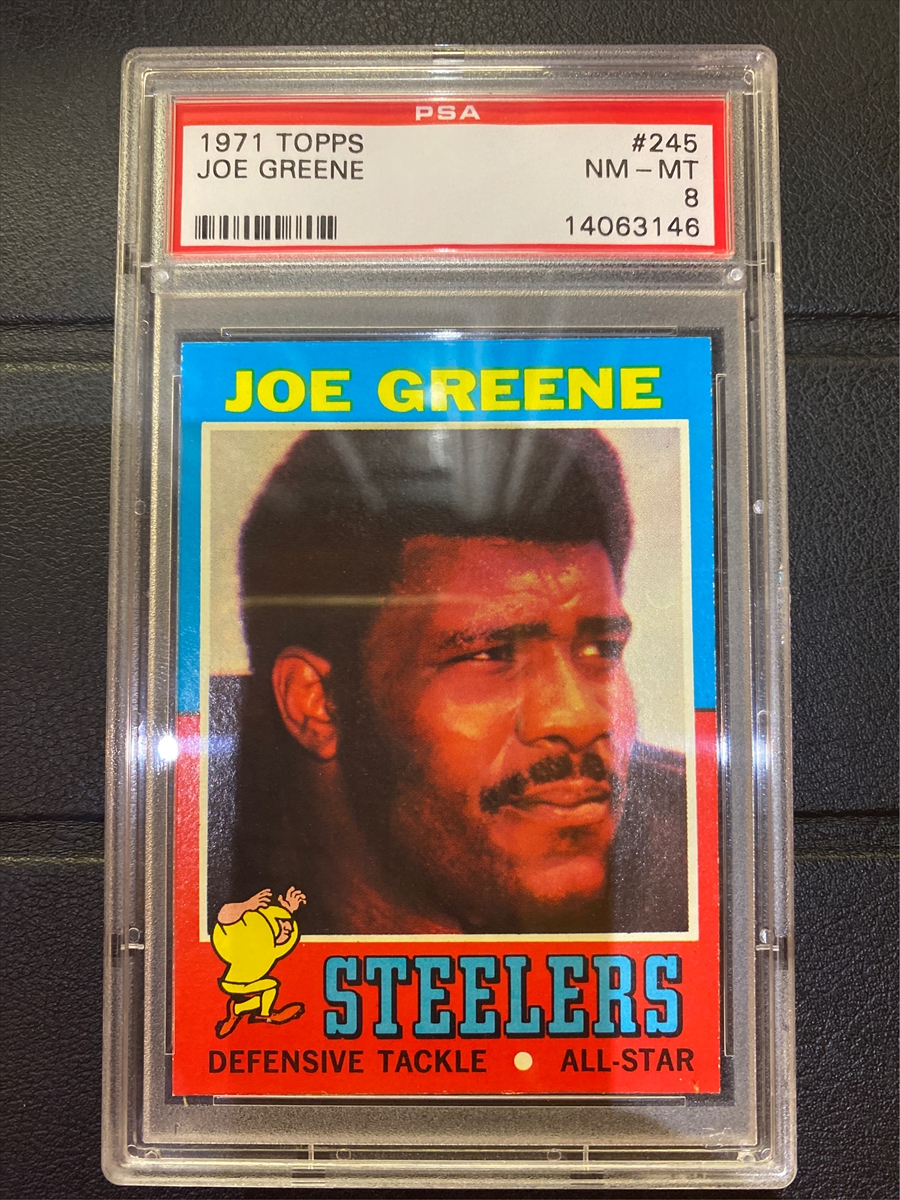 PSA
1971 TOPPS #245
JOE GREENE NM – MT
8
14063146
JOE GREENE
STEELERS
DEFENSIVE TACKLE • ALL-STAR